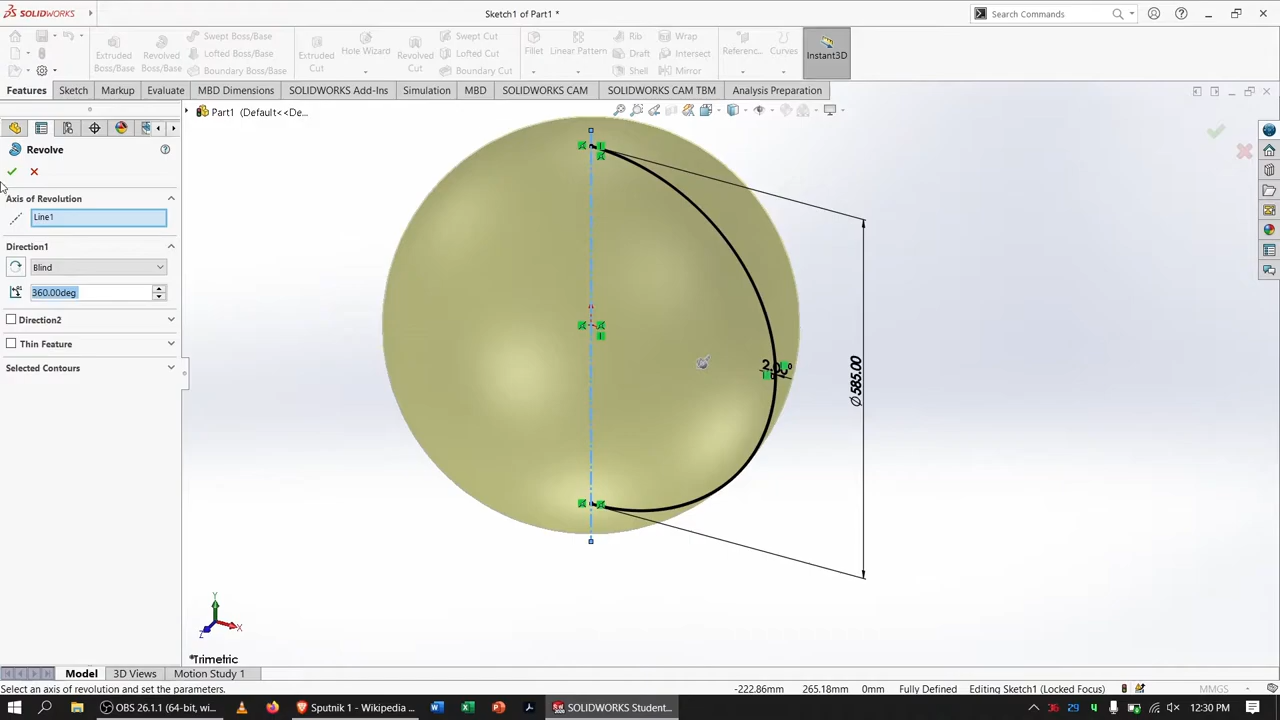 SOLIDWORKS
Sketch1 of Part1 *
Search Commands
Extruded Boss/Base
Revolved Boss/Base
Swept Boss/Base
Lofted Boss/Base
Boundary Boss/Base
Extruded Cut
Hole Wizard
Revolved Cut
Swept Cut
Lofted Cut
Boundary Cut
Fillet
Linear Pattern
Rib
Draft
Shell
Wrap
Intersect
Mirror
Referenc...
Curves
Instant3D
Features
Sketch
Markup
Evaluate
MBD Dimensions
SOLIDWORKS Add-Ins
Simulation
MBD
SOLIDWORKS CAM
SOLIDWORKS CAM TBM
Analysis Preparation
Part1 (Default<<De...
Revolve
Axis of Revolution
Line1
Direction1
Blind
360.00deg
Direction2
Thin Feature
Selected Contours
∅585.00
Y
X
Z
*Trimetric
Model
3D Views
Motion Study 1
Select an axis of revolution and set the parameters.
-222.86mm
265.18mm
0mm
Fully Defined
Editing Sketch1 (Locked Focus)
MMGS
OBS 26.1.1 (64-bit, wi...
Sputnik 1 - Wikipedia ...
SOLIDWORKS Studen...
36
29
12:30 PM